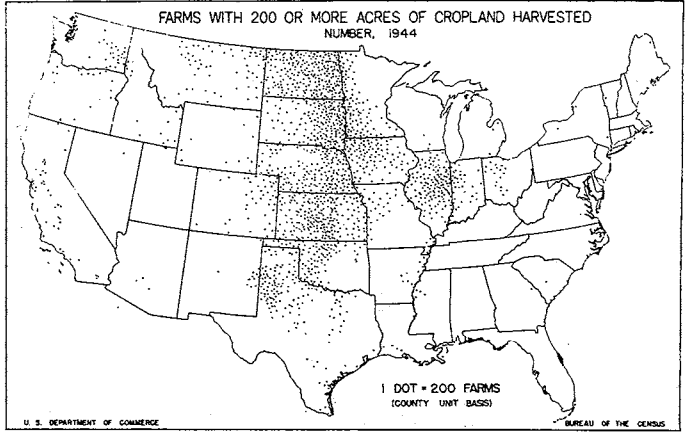 FARMS WITH 200 OR MORE ACRES OF CROPLAND HARVESTED
NUMBER, 1944
1 DOT = 200 FARMS
(COUNTY UNIT BASIS)
U. S. DEPARTMENT OF COMMERCE
BUREAU OF THE CENSUS